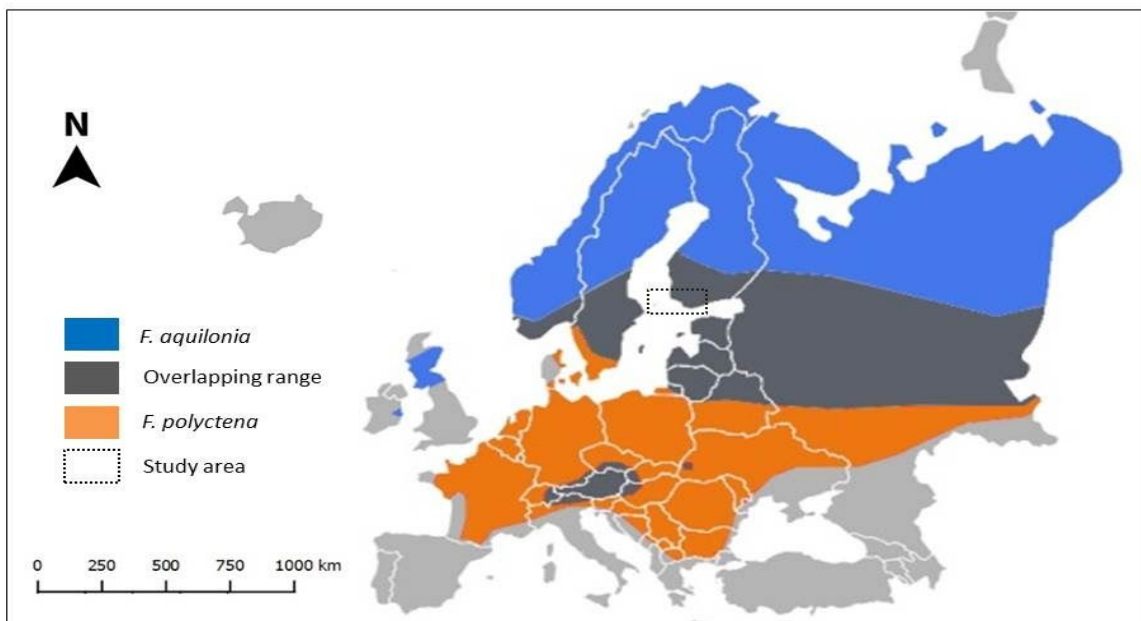 N
F. aquilonia
Overlapping range
F. polyctena
Study area
0 250 500 750 1000 km